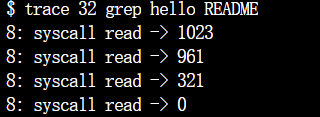 $ trace 32 grep hello README
8: syscall read -> 1023
8: syscall read -> 961
8: syscall read -> 321
8: syscall read -> 0